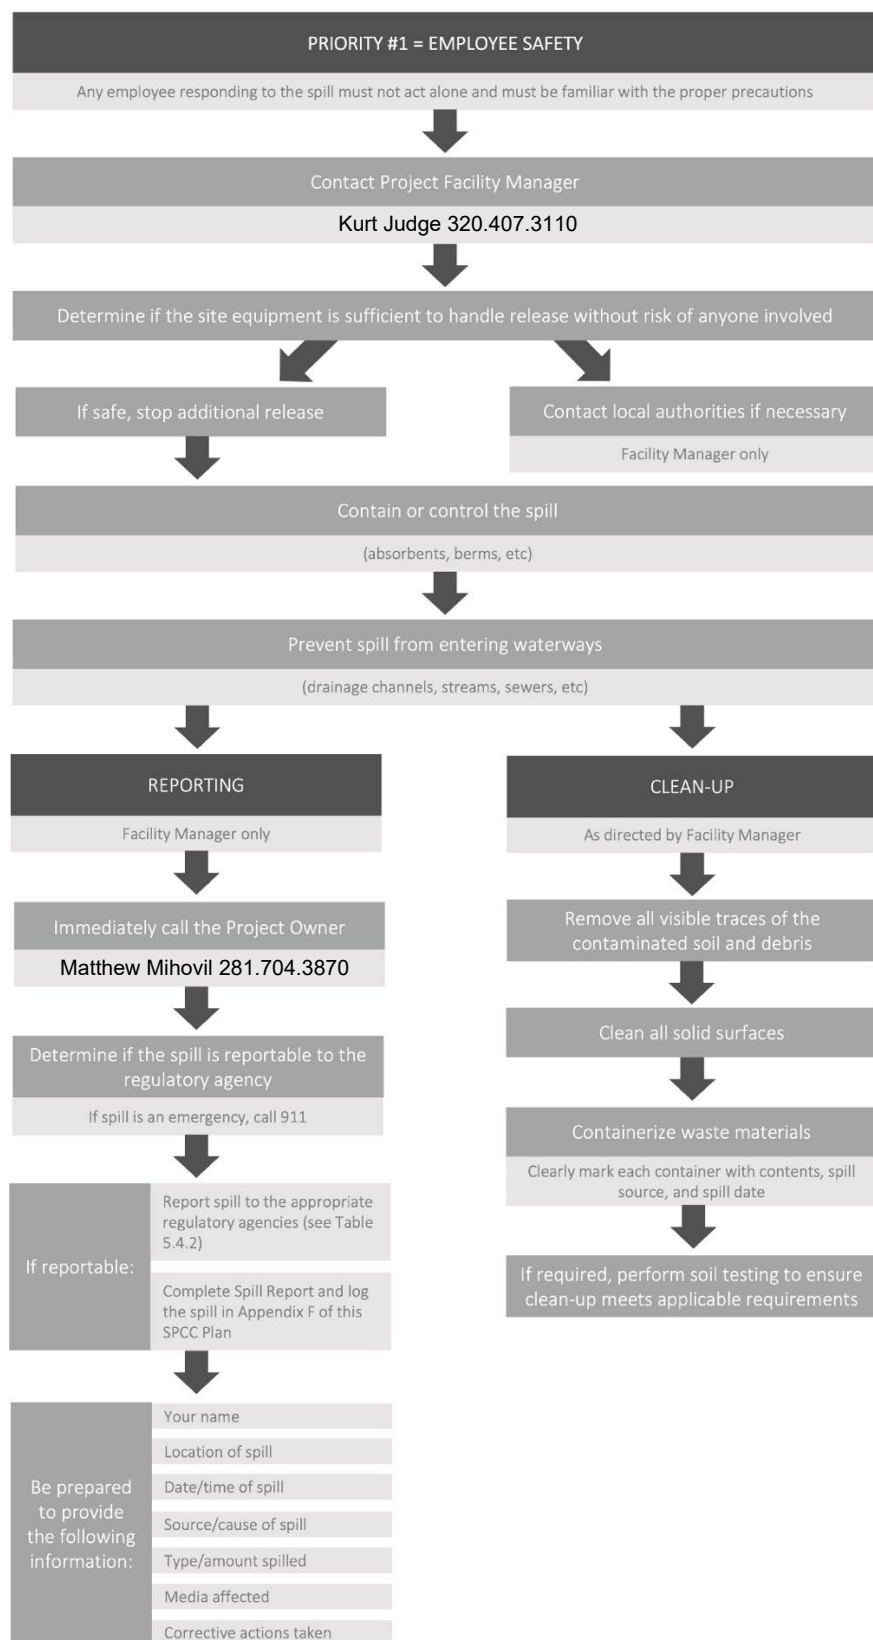 PRIORITY #1 = EMPLOYEE SAFETY
Any employee responding to the spill must not act alone and must be familiar with the proper precautions
Contact Project Facility Manager
Kurt Judge 320.407.3110
Determine if the site equipment is sufficient to handle release without risk of anyone involved
If safe, stop additional release
Contact local authorities if necessary
Facility Manager only
Contain or control the spill
(absorbents, berms, etc)
Prevent spill from entering waterways
(drainage channels, streams, sewers, etc)
REPORTING
Facility Manager only
Immediately call the Project Owner
Matthew Mihovil 281.704.3870
Determine if the spill is reportable to the
regulatory agency
If spill is an emergency, call 911
If reportable:
Report spill to the appropriate
regulatory agencies (see Table
5.4.2)
Complete Spill Report and log
the spill in Appendix F of this
SPCC Plan
Be prepared
to provide
the following
information:
Your name
Location of spill
Date/time of spill
Source/cause of spill
Type/amount spilled
Media affected
Corrective actions taken
CLEAN-UP
As directed by Facility Manager
Remove all visible traces of the
contaminated soil and debris
Clean all solid surfaces
Containerize waste materials
Clearly mark each container with contents, spill
source, and spill date
If required, perform soil testing to ensure
clean-up meets applicable requirements